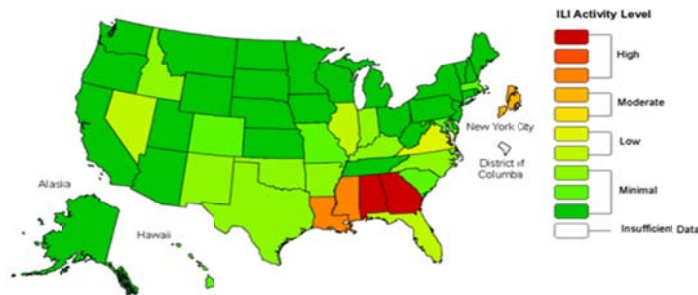 ILI Activity Level
High
Moderate
New York City
Low
District of
Columbia
Alaska
Minimal
Hawaii
Insufficient Data